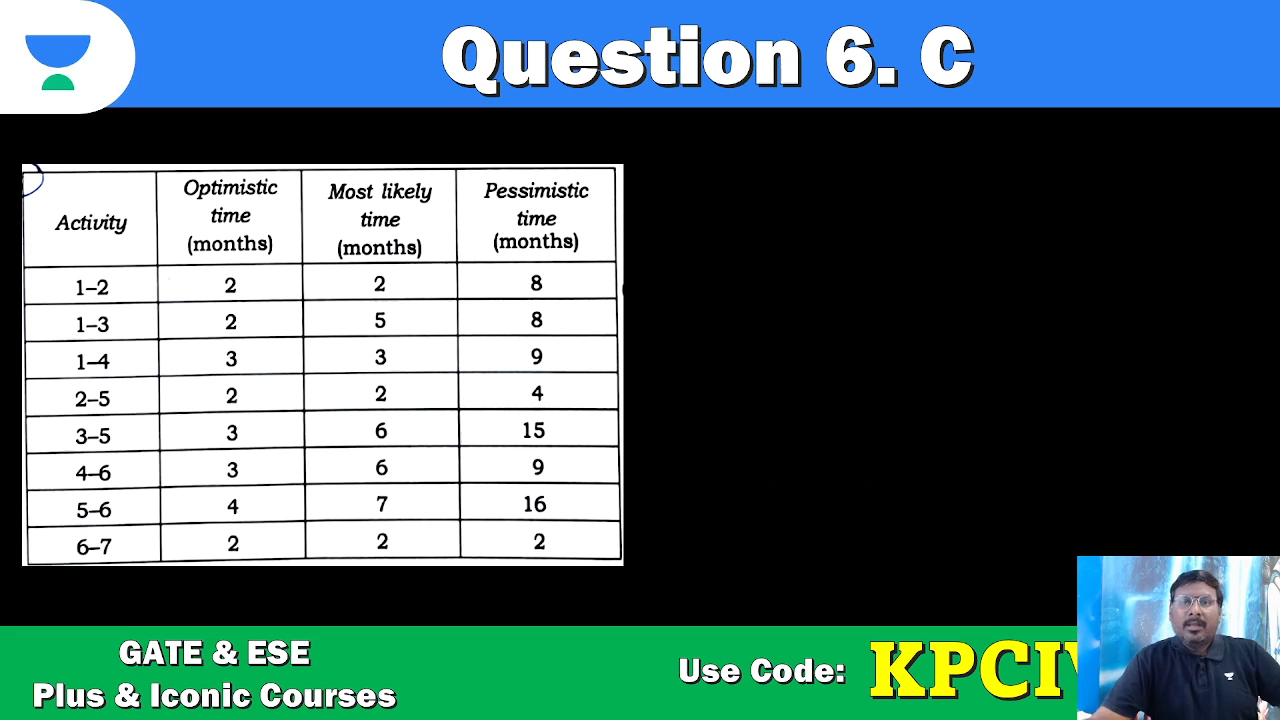 Question 6. C
Activity Optimistic time (months) Most likely time (months) Pessimistic time (months)
1–2 2 2 8
1–3 2 5 8
1–4 3 3 9
2–5 2 2 4
3–5 3 6 15
4–6 3 6 9
5–6 4 7 16
6–7 2 2 2
GATE & ESE
Plus & Iconic Courses
Use Code: